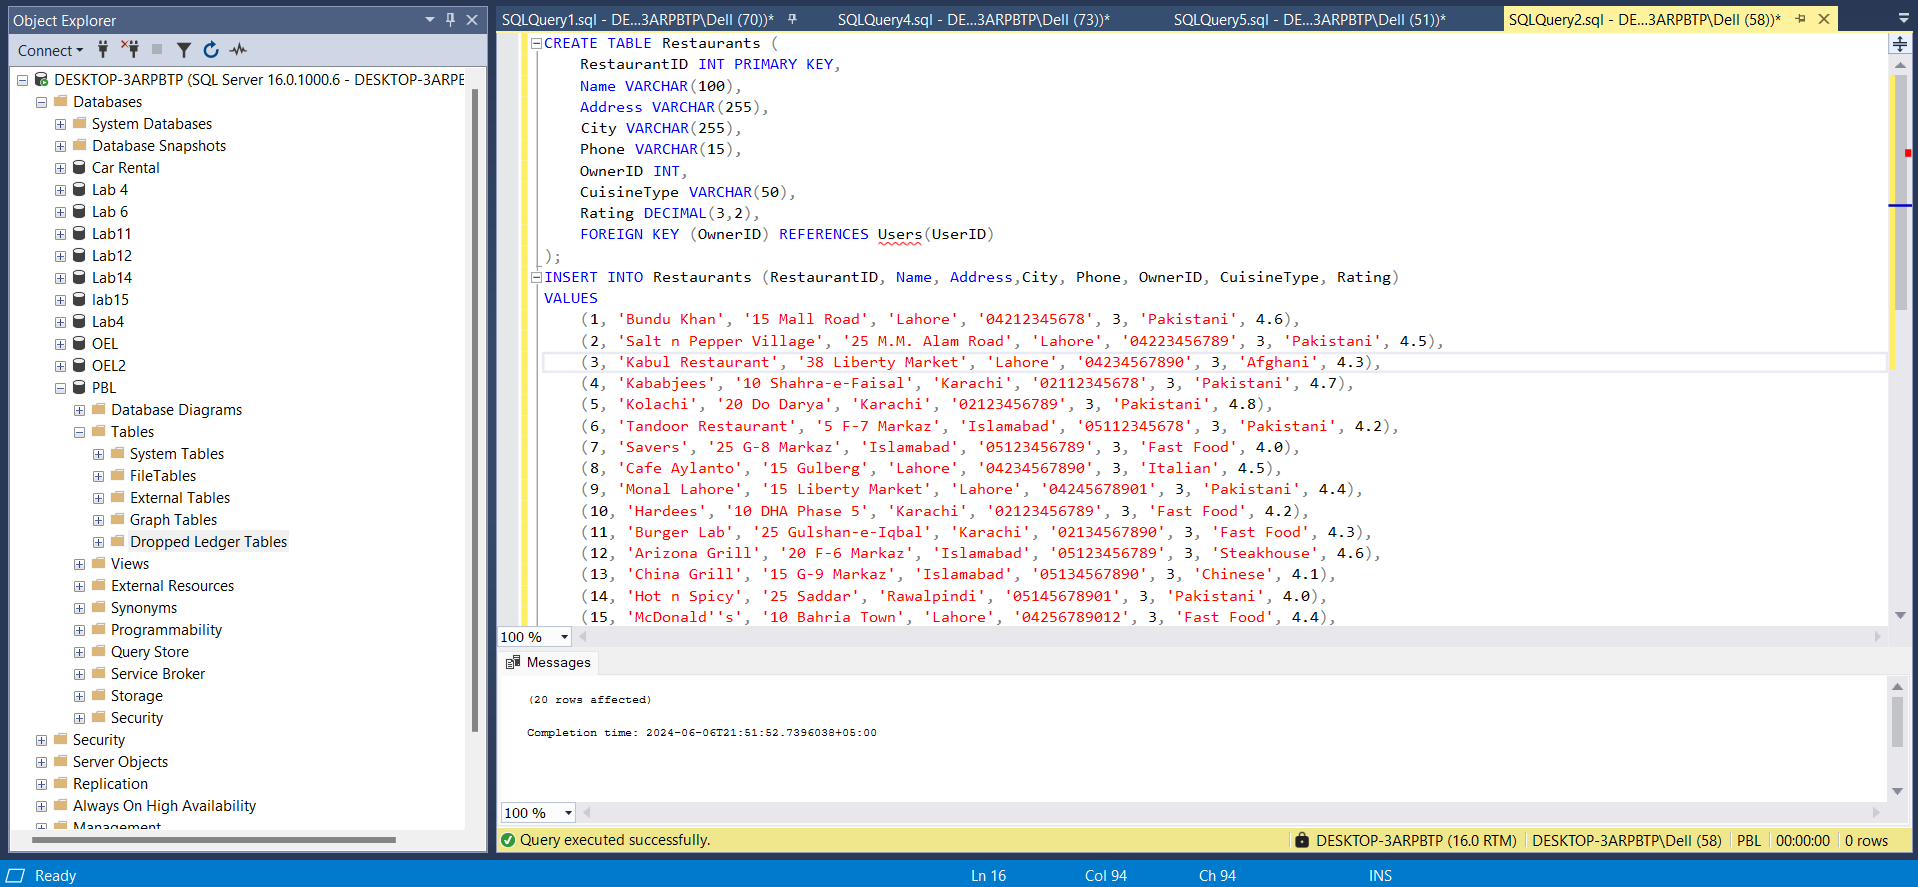 Object Explorer
Connect
DESKTOP-3ARPBTP (SQL Server 16.0.1000.6 - DESKTOP-3ARPE
Databases
System Databases
Database Snapshots
Car Rental
Lab 4
Lab 6
Lab11
Lab12
Lab14
lab15
Lab4
OEL
OEL2
PBL
Database Diagrams
Tables
System Tables
FileTables
External Tables
Graph Tables
Dropped Ledger Tables
Views
External Resources
Synonyms
Programmability
Query Store
Service Broker
Storage
Security
Security
Server Objects
Replication
Always On High Availability
Management
SQLQuery1.sql - DE...3ARPBTP\Dell (70))* SQLQuery4.sql - DE...3ARPBTP\Dell (73))* SQLQuery5.sql - DE...3ARPBTP\Dell (51))* SQLQuery2.sql - DE...3ARPBTP\Dell (58))*
CREATE TABLE Restaurants (
RestaurantID INT PRIMARY KEY,
Name VARCHAR(100),
Address VARCHAR(255),
City VARCHAR(255),
Phone VARCHAR(15),
OwnerID INT,
CuisineType VARCHAR(50),
Rating DECIMAL(3,2),
FOREIGN KEY (OwnerID) REFERENCES Users(UserID)
);
INSERT INTO Restaurants (RestaurantID, Name, Address,City, Phone, OwnerID, CuisineType, Rating)
VALUES
(1, 'Bundu Khan', '15 Mall Road', 'Lahore', '04212345678', 3, 'Pakistani', 4.6),
(2, 'Salt n Pepper Village', '25 M.M. Alam Road', 'Lahore', '04223456789', 3, 'Pakistani', 4.5),
(3, 'Kabul Restaurant', '38 Liberty Market', 'Lahore', '04234567890', 3, 'Afghani', 4.3),
(4, 'Kababjees', '10 Shahra-e-Faisal', 'Karachi', '02112345678', 3, 'Pakistani', 4.7),
(5, 'Kolachi', '20 Do Darya', 'Karachi', '02123456789', 3, 'Pakistani', 4.8),
(6, 'Tandoor Restaurant', '5 F-7 Markaz', 'Islamabad', '05112345678', 3, 'Pakistani', 4.2),
(7, 'Savers', '25 G-8 Markaz', 'Islamabad', '05123456789', 3, 'Fast Food', 4.0),
(8, 'Cafe Aylanto', '15 Gulberg', 'Lahore', '04234567890', 3, 'Italian', 4.5),
(9, 'Monal Lahore', '15 Liberty Market', 'Lahore', '04245678901', 3, 'Pakistani', 4.4),
(10, 'Hardees', '10 DHA Phase 5', 'Karachi', '02123456789', 3, 'Fast Food', 4.2),
(11, 'Burger Lab', '25 Gulshan-e-Iqbal', 'Karachi', '02134567890', 3, 'Fast Food', 4.3),
(12, 'Arizona Grill', '20 F-6 Markaz', 'Islamabad', '05123456789', 3, 'Steakhouse', 4.6),
(13, 'China Grill', '15 G-9 Markaz', 'Islamabad', '05134567890', 3, 'Chinese', 4.1),
(14, 'Hot n Spicy', '25 Saddar', 'Rawalpindi', '05145678901', 3, 'Pakistani', 4.0),
(15, 'McDonald''s', '10 Bahria Town', 'Lahore', '04256789012', 3, 'Fast Food', 4.4),
100 %
Messages
(20 rows affected)
Completion time: 2024-06-06T21:51:52.7396038+05:00
100 %
Query executed successfully. DESKTOP-3ARPBTP (16.0 RTM) DESKTOP-3ARPBTP\Dell (58) PBL 00:00:00 0 rows
Ready Ln 16 Col 94 Ch 94 INS